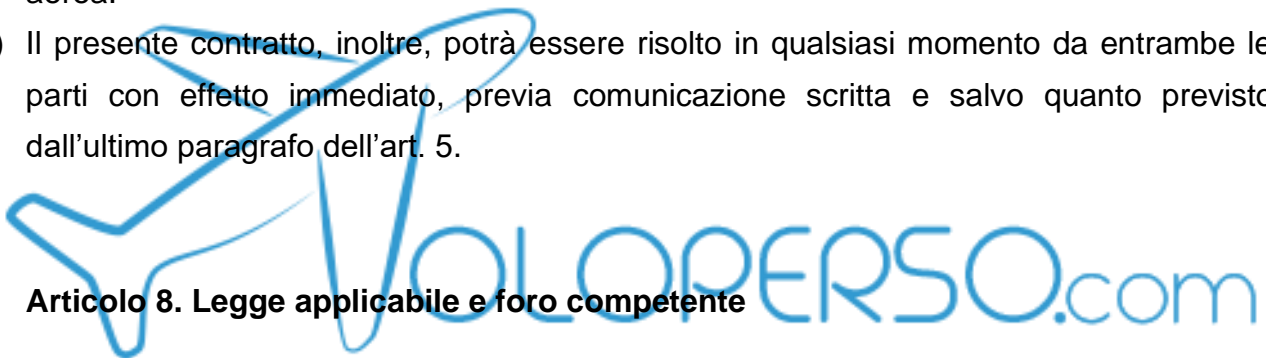 aerea.
) Il presente contratto, inoltre, potrà essere risolto in qualsiasi momento da entrambe le
parti con effetto immediato, previa comunicazione scritta e salvo quanto previsto
dall'ultimo paragrafo dell'art. 5.
VOLOPERSO.com
Articolo 8. Legge applicabile e foro competente